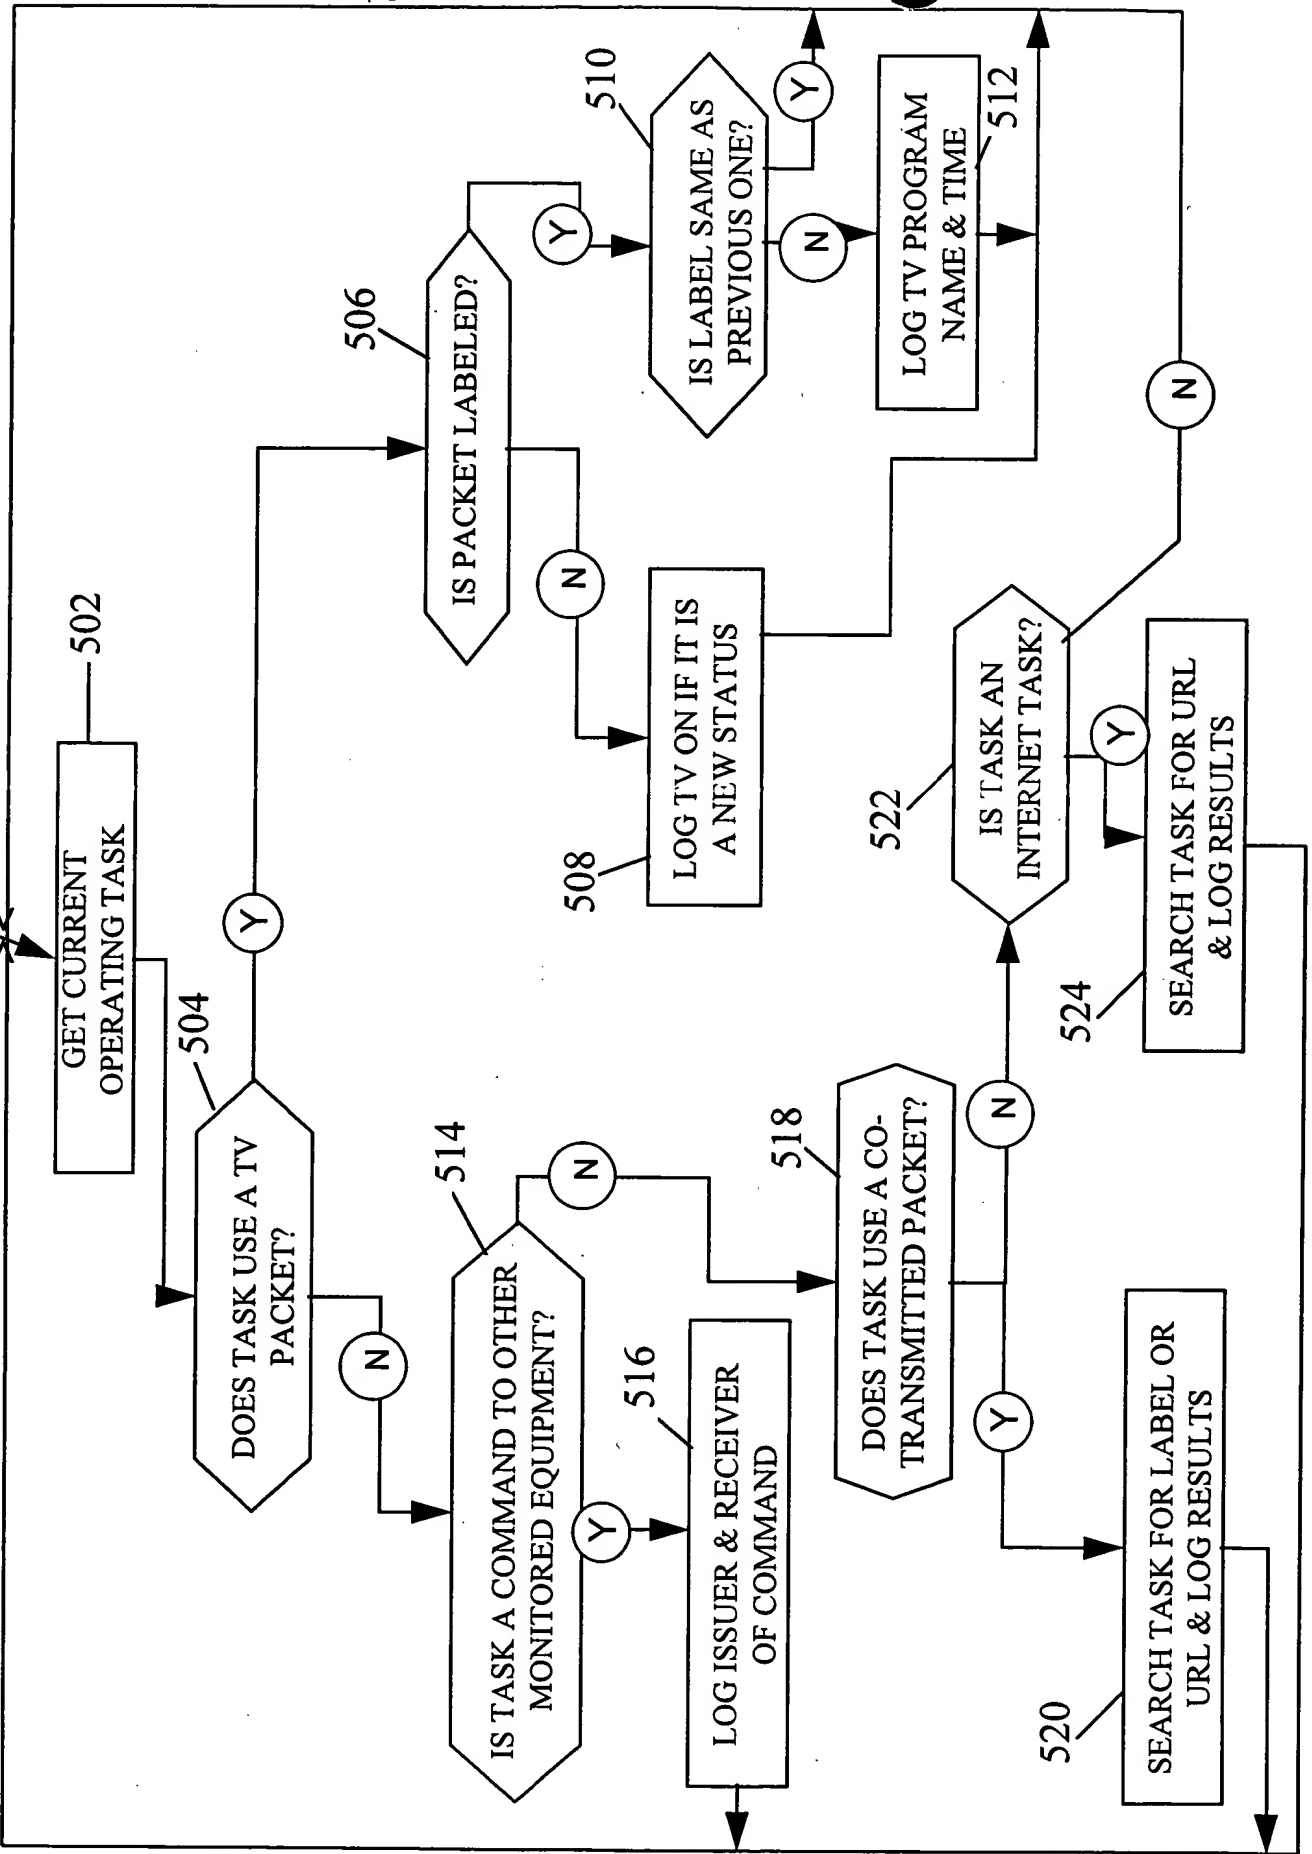 502
GET CURRENT
OPERATING TASK
504
DOES TASK USE A TV
PACKET?
Y
N
506
IS PACKET LABELED?
Y
N
508
LOG TV ON IF IT IS
A NEW STATUS
510
IS LABEL SAME AS
PREVIOUS ONE?
Y
N
LOG TV PROGRAM
NAME & TIME
512
514
IS TASK A COMMAND TO OTHER
MONITORED EQUIPMENT?
N
Y
516
LOG ISSUER & RECEIVER
OF COMMAND
518
DOES TASK USE A CO-
TRANSMITTED PACKET?
N
Y
520
SEARCH TASK FOR LABEL OR
URL & LOG RESULTS
522
IS TASK AN
INTERNET TASK?
N
Y
524
SEARCH TASK FOR URL
& LOG RESULTS